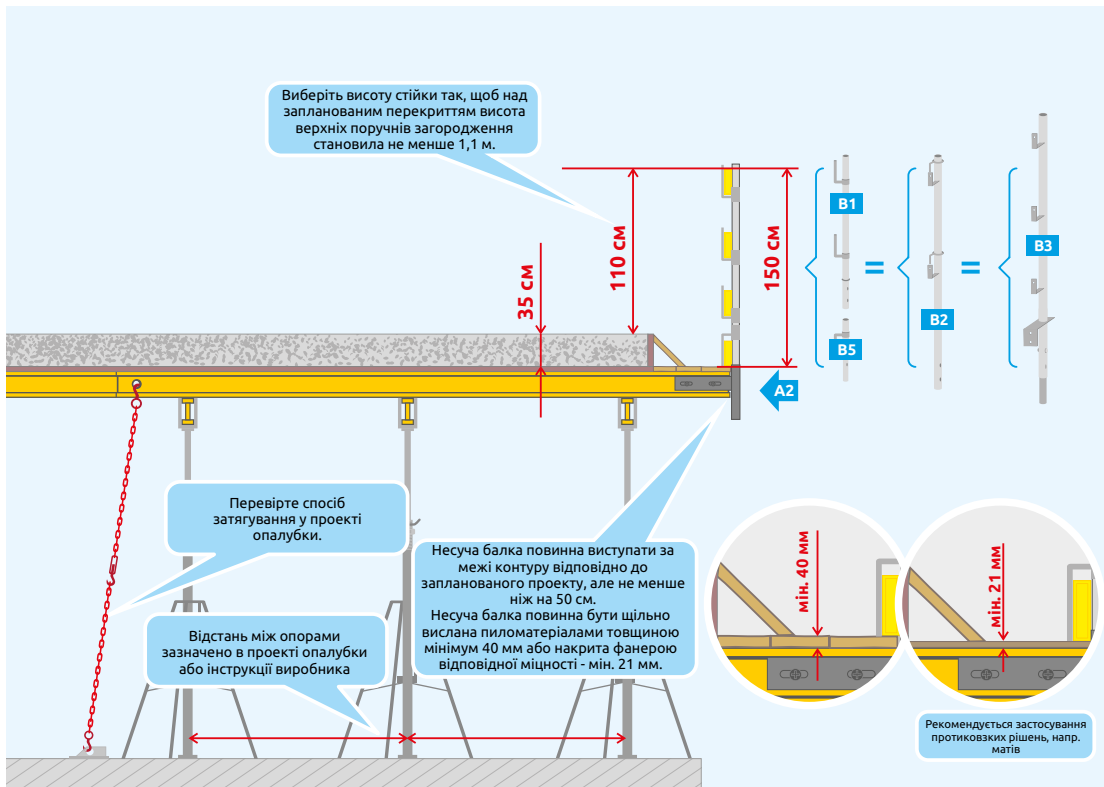 Виберіть висоту стійки так, щоб над
запланованим перекриттям висота
верхніх поручнів загородження
становила не менше 1,1 м.
35 см
110 см
150 см
B1
B5
=
B2
=
B3
A2
Перевірте спосіб
затягування у проекті
опалубки.
Відстань між опорами
зазначено в проекті опалубки
або інструкції виробника
Несуча балка повинна виступати за
межі контуру відповідно до
запланованого проекту, але не менше
ніж на 50 см.
Несуча балка повинна бути щільно
вислана пиломатеріалами товщиною
мінімум 40 мм або накрита фанерою
відповідної міцності - мін. 21 мм.
мін. 40 мм
мін. 21 мм
Рекомендується застосування
протиковзких рішень, напр.
матів